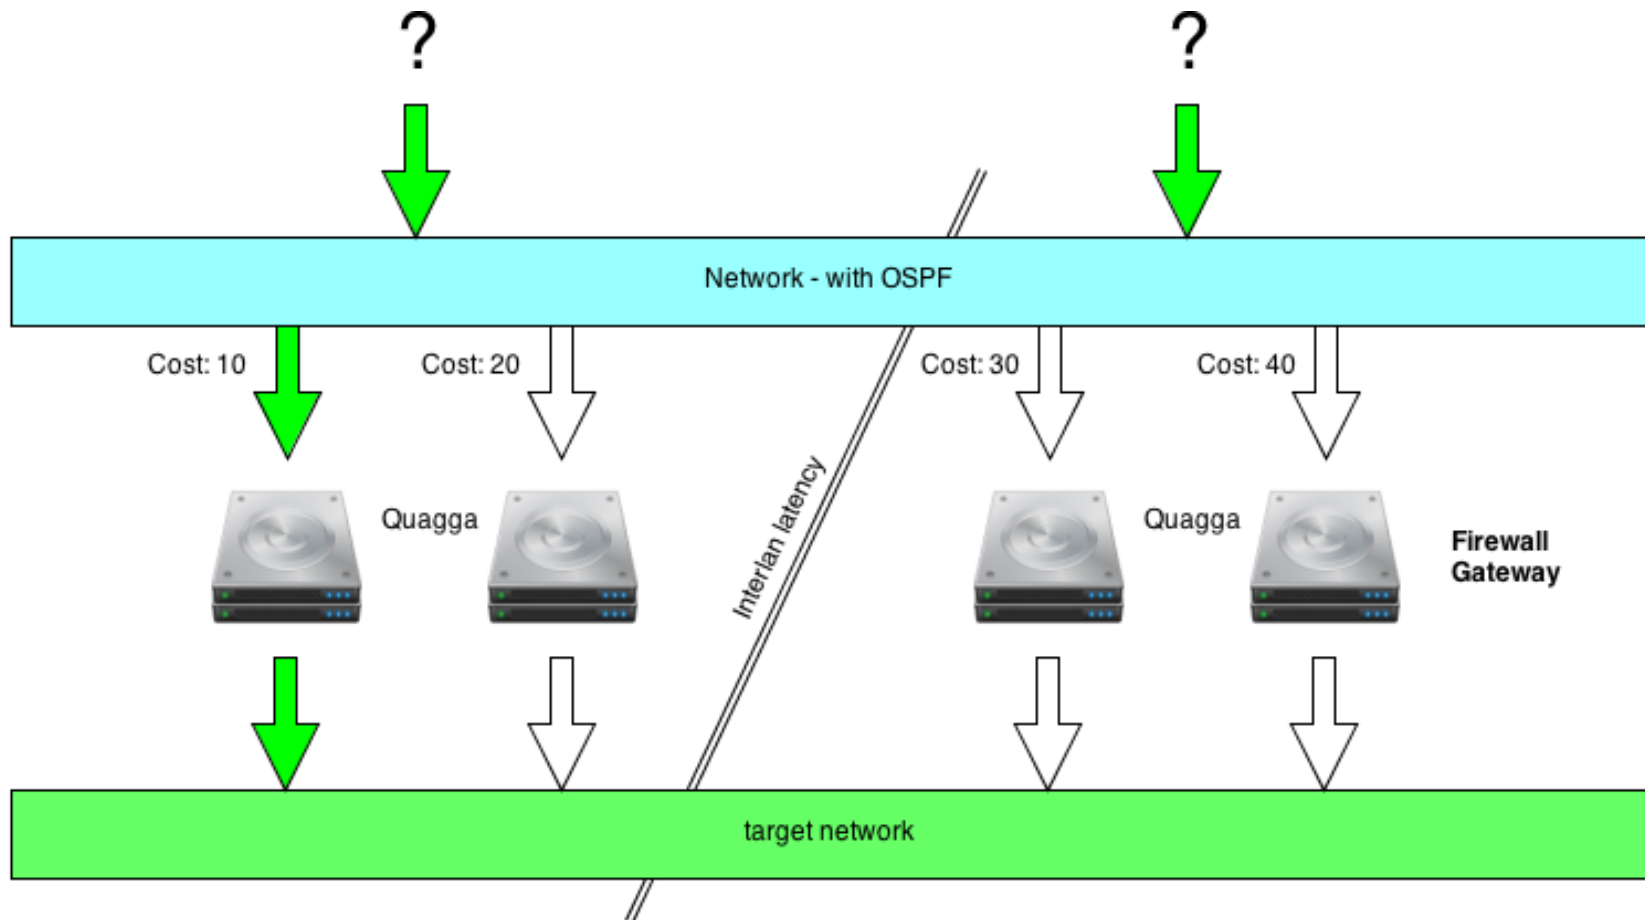 ? ?
Network - with OSPF
Cost: 10 Cost: 20 Cost: 30 Cost: 40
Quagga Quagga
Interlan latency
Firewall
Gateway
target network